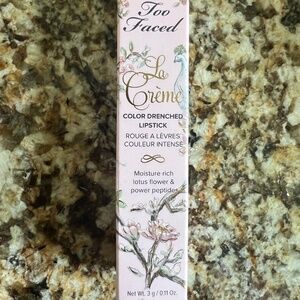 Too
Faced
La
Crème
COLOR DRENCHED
LIPSTICK
ROUGE A LÈVRES
COULEUR INTENSE
Moisture rich
lotus flower &
power peptides
Net Wt. 3 g / 0.11 Oz.